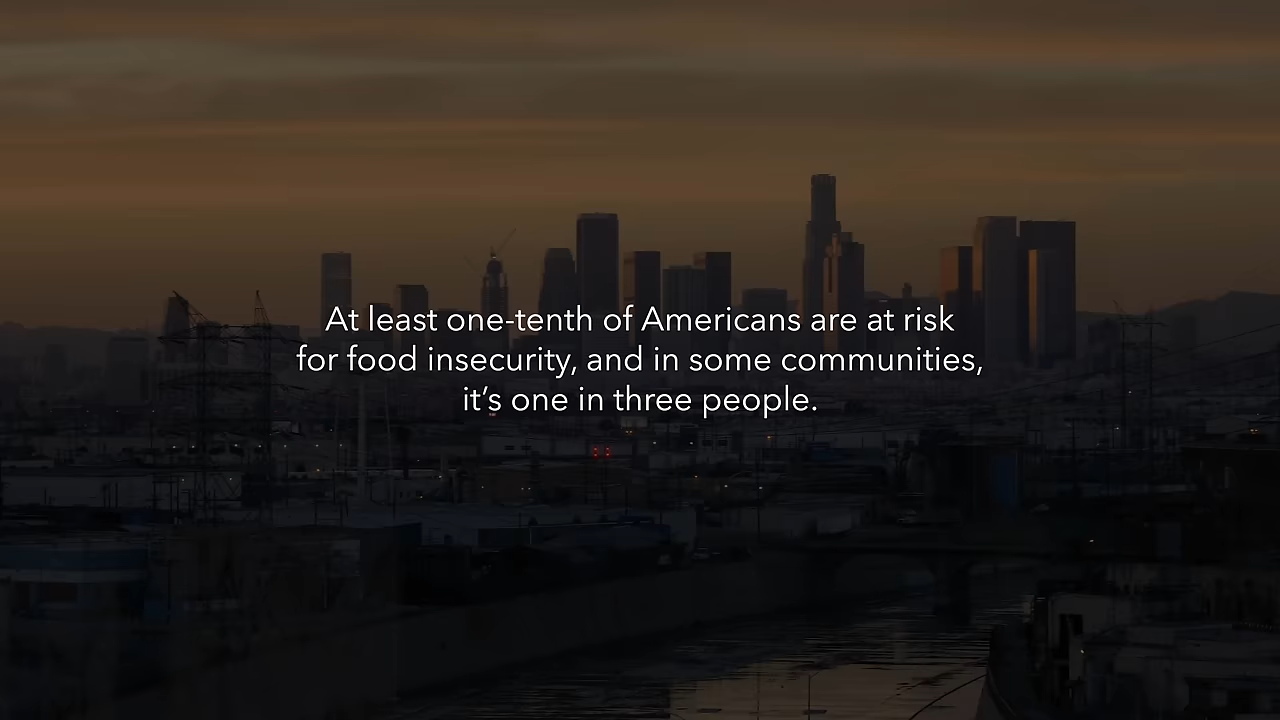 At least one-tenth of Americans are at risk
for food insecurity, and in some communities,
it’s one in three people.